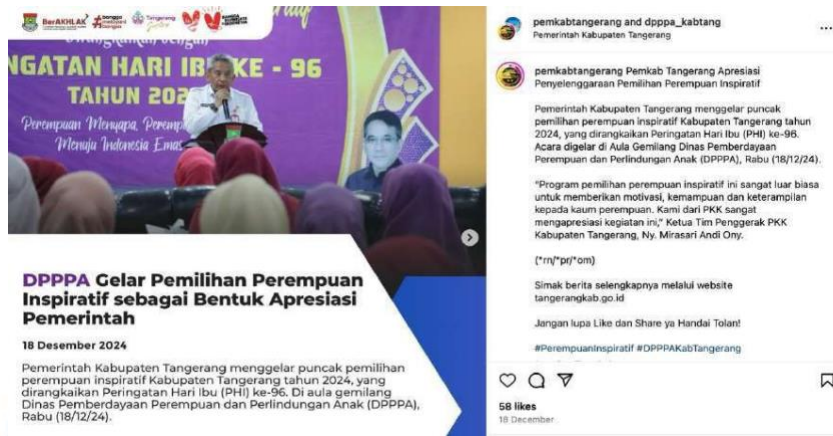 BerAKHLAK
#bangga
melayani
bangsa
Tangerang
NGATAN HARI IBU KE - 96
TAHUN 202
Perempuan Menyapa, Peremp
Menuju Indonesia Emas
DPPPA Gelar Pemilihan Perempuan
Inspiratif sebagai Bentuk Apresiasi
Pemerintah
18 Desember 2024
Pemerintah Kabupaten Tangerang menggelar puncak pemilihan
perempuan inspiratif Kabupaten Tangerang tahun 2024, yang
dirangkaikan Peringatan Hari Ibu (PHI) ke-96. Di aula gemilang
Dinas Pemberdayaan Perempuan dan Perlindungan Anak (DPPPA),
Rabu (18/12/24).
pemkabtangerang and dpppa_kabtang
Pemerintah Kabupaten Tangerang
pemkabtangerang Pemkab Tangerang Apresiasi
Penyelenggaraan Pemilihan Perempuan Inspiratif
Pemerintah Kabupaten Tangerang menggelar puncak
pemilihan perempuan inspiratif Kabupaten Tangerang tahun
2024, yang dirangkaikan Peringatan Hari Ibu (PHI) ke-96.
Acara digelar di Aula Gemilang Dinas Pemberdayaan
Perempuan dan Perlindungan Anak (DPPPA), Rabu (18/12/24).
"Program pemilihan perempuan inspiratif ini sangat luar biasa
untuk memberikan motivasi, kemampuan dan keterampilan
kepada kaum perempuan. Kami dari PKK sangat
mengapresiasi kegiatan ini," Ketua Tim Penggerak PKK
Kabupaten Tangerang, Ny. Mirasari Andi Ony.
(*rn/*pr/*om)
Simak berita selengkapnya melalui website
tangerangkab.go.id
Jangan lupa Like dan Share ya Handai Tolan!
#PerempuanInspiratif #DPPPAKabTangerang
58 likes
18 December